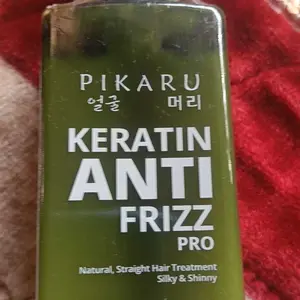 PIKARU
얼굴 머리
KERATIN
ANTI
FRIZZ
PRO
Natural, Straight Hair Treatment
Silky & Shinny